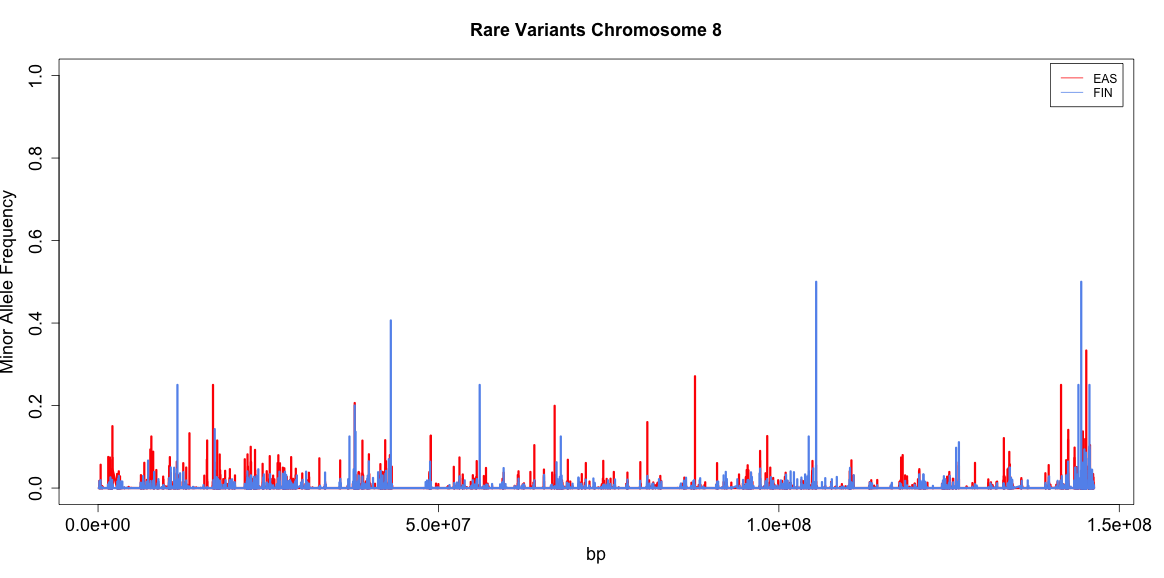 Rare Variants Chromosome 8
EAS
FIN
Minor Allele Frequency
1.0
0.8
0.6
0.4
0.2
0.0
0.0e+00 5.0e+07 1.0e+08 1.5e+08
bp